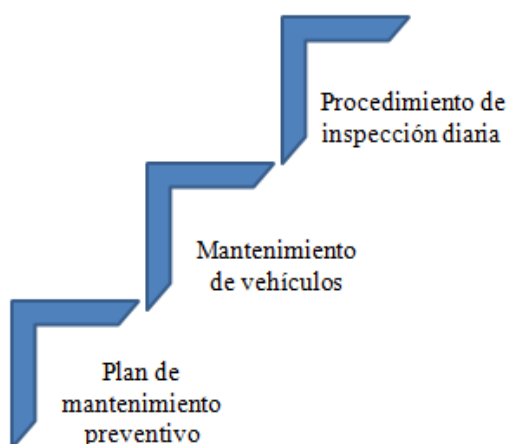 Procedimiento de
inspección diaria
Mantenimiento
de vehículos
Plan de
mantenimiento
preventivo